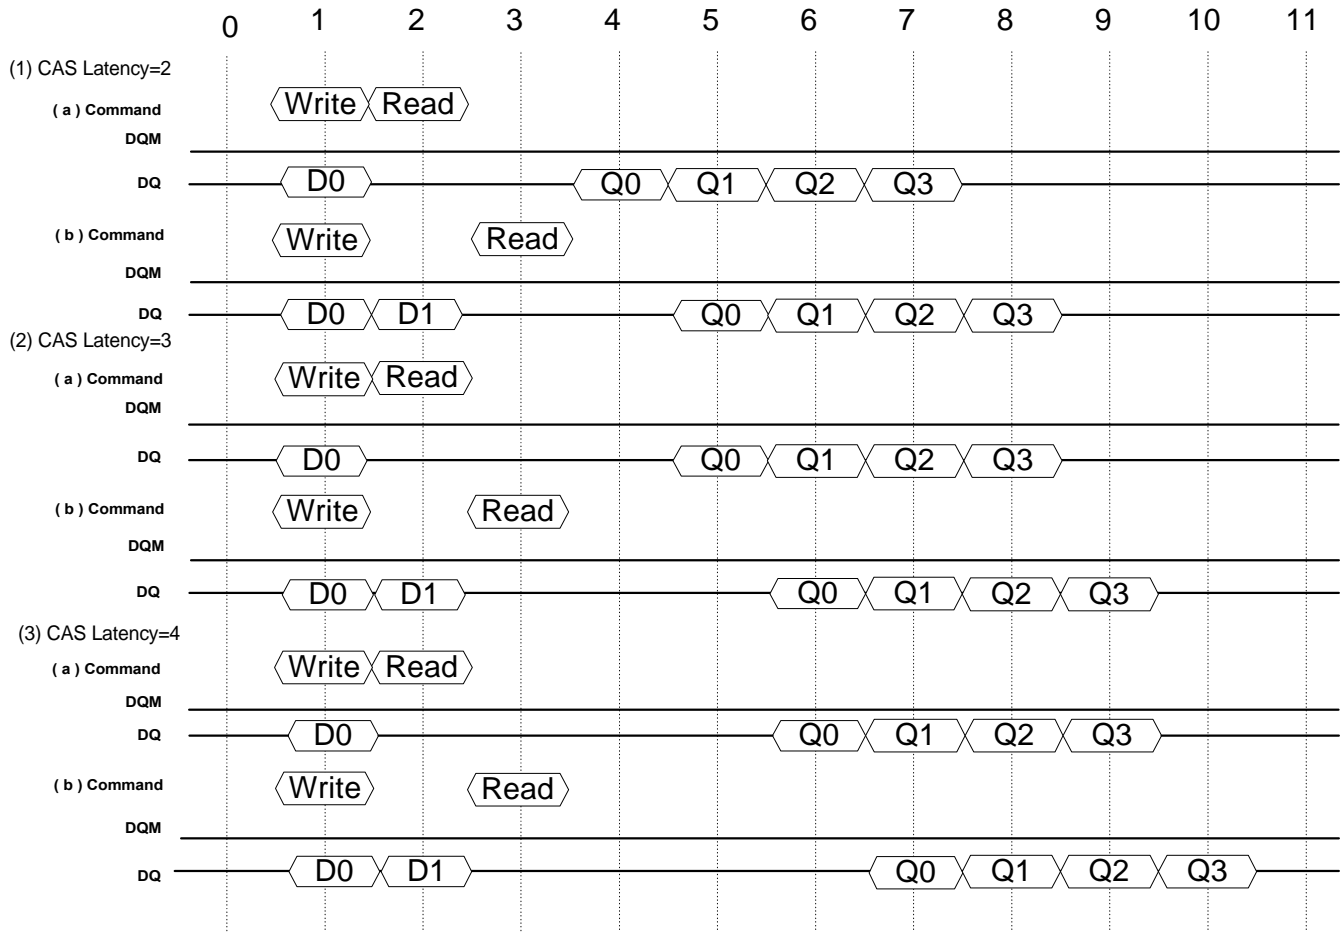 0 1 2 3 4 5 6 7 8 9 10 11
(1) CAS Latency=2
( a ) Command Write Read
DQM
DQ D0 Q0 Q1 Q2 Q3
( b ) Command Write Read
DQM
DQ D0 D1 Q0 Q1 Q2 Q3
(2) CAS Latency=3
( a ) Command Write Read
DQM
DQ D0 Q0 Q1 Q2 Q3
( b ) Command Write Read
DQM
DQ D0 D1 Q0 Q1 Q2 Q3
(3) CAS Latency=4
( a ) Command Write Read
DQM
DQ D0 Q0 Q1 Q2 Q3
( b ) Command Write Read
DQM
DQ D0 D1 Q0 Q1 Q2 Q3